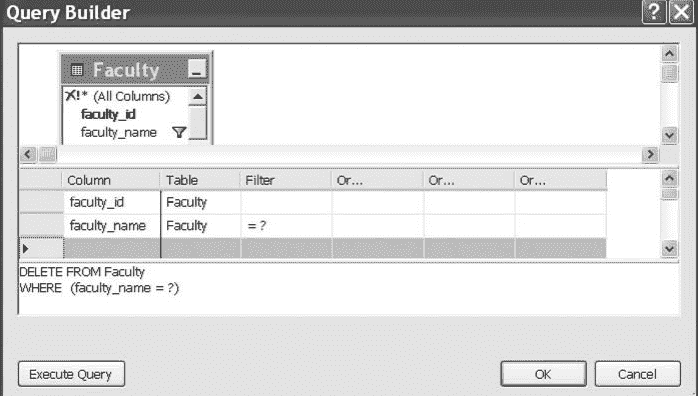 Query Builder
Faculty
* (All Columns)
faculty_id
faculty_name
Column Table Filter Or... Or... Or...
faculty_id Faculty
faculty_name Faculty = ?
DELETE FROM Faculty
WHERE (faculty_name = ?)
Execute Query OK Cancel